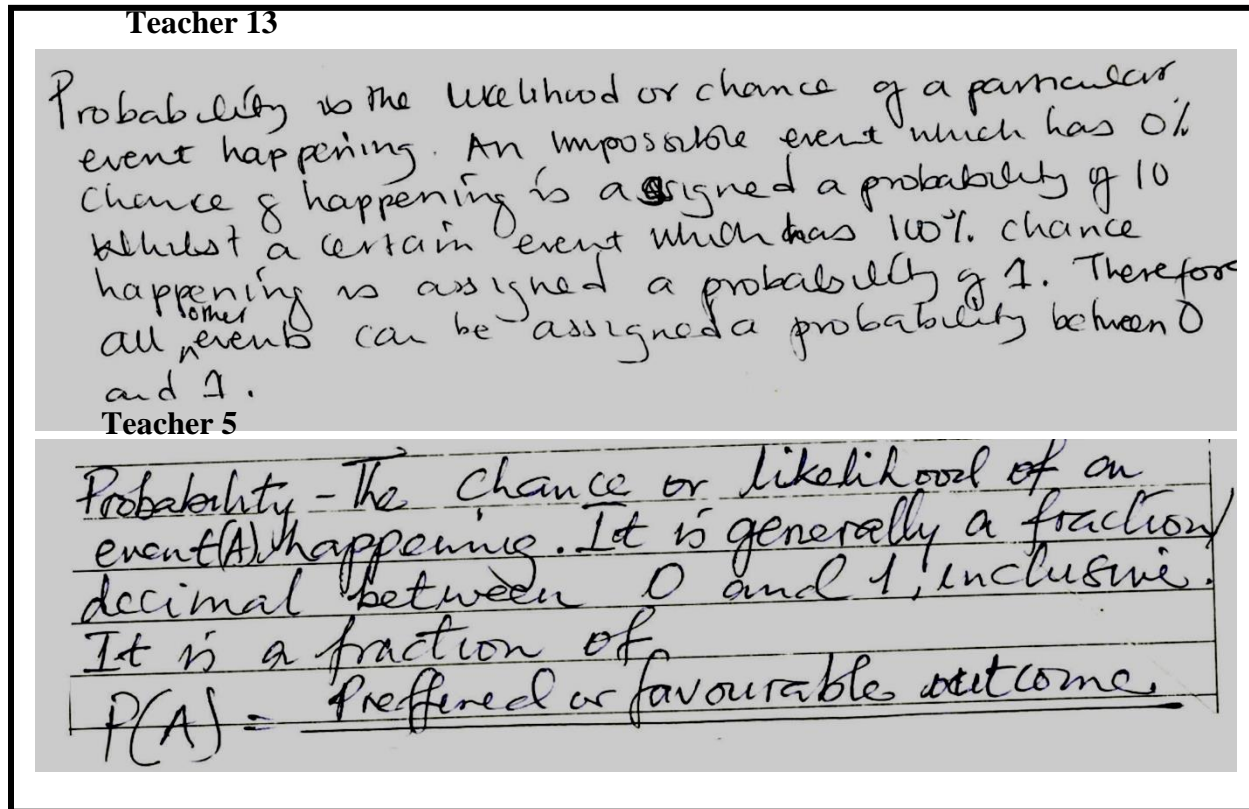 Teacher 13
Probability is the likelihood or chance of a particular
event happening. An impossible event which has 0%
chance of happening is assigned a probability of 10
whilst a certain event which has 100% chance
happening is assigned a probability of 1. Therefore
all other events can be assigned a probability between 0
and 1.
Teacher 5
Probability - The chance or likelihood of an
event(A) happening. It is generally a fraction/
decimal between 0 and 1, inclusive.
It is a fraction of
P(A) = Preffered or favourable outcome